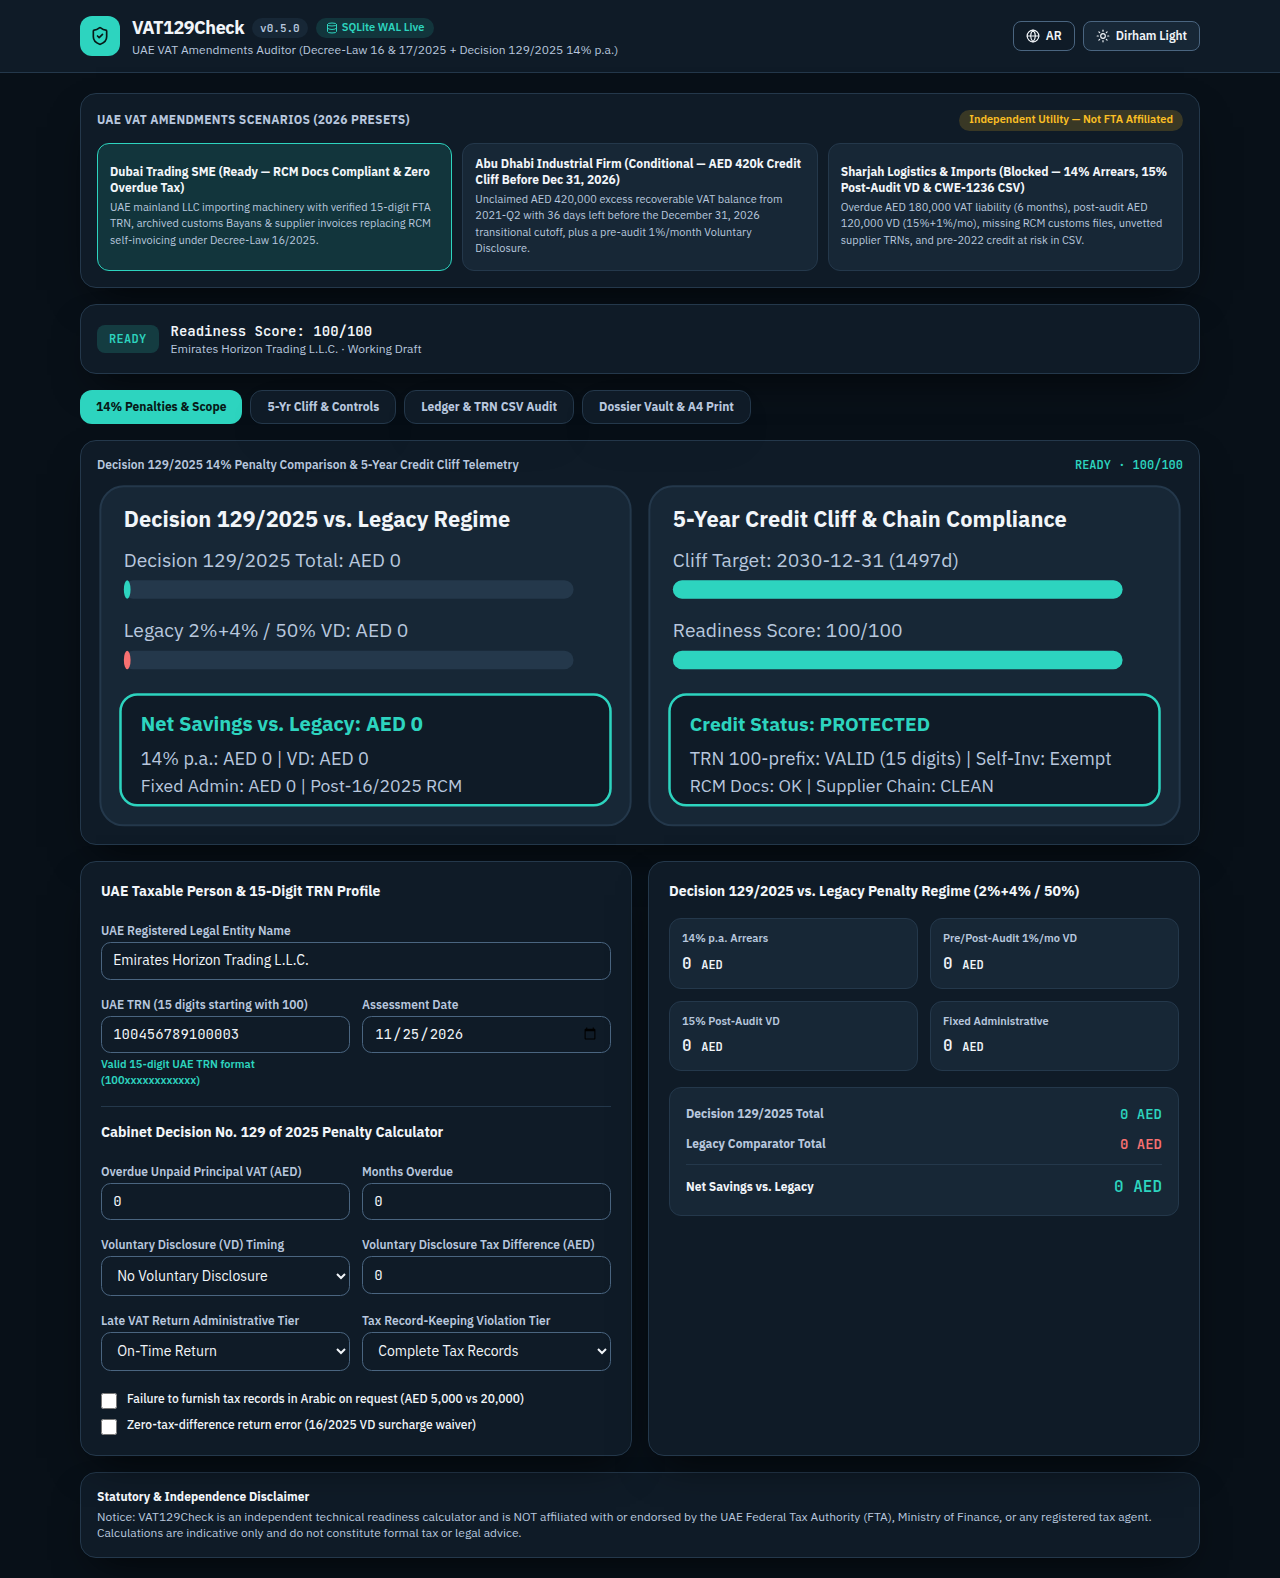 VAT129Check v0.5.0 SQLite WAL Live
UAE VAT Amendments Auditor (Decree-Law 16 & 17/2025 + Decision 129/2025 14% p.a.)
AR
Dirham Light
UAE VAT AMENDMENTS SCENARIOS (2026 PRESETS)
Independent Utility — Not FTA Affiliated
Dubai Trading SME (Ready — RCM Docs Compliant & Zero
Overdue Tax)
UAE mainland LLC importing machinery with verified 15-digit FTA
TRN, archived customs Bayans & supplier invoices replacing RCM
self-invoicing under Decree-Law 16/2025.
Abu Dhabi Industrial Firm (Conditional — AED 420k Credit
Cliff Before Dec 31, 2026)
Unclaimed AED 420,000 excess recoverable VAT balance from
2021-Q2 with 36 days left before the December 31, 2026
transitional cutoff, plus a pre-audit 1%/month Voluntary
Disclosure.
Sharjah Logistics & Imports (Blocked — 14% Arrears, 15%
Post-Audit VD & CWE-1236 CSV)
Overdue AED 180,000 VAT liability (6 months), post-audit AED
120,000 VD (15%+1%/mo), missing RCM customs files, unvetted
supplier TRNs, and pre-2022 credit at risk in CSV.
READY
Readiness Score: 100/100
Emirates Horizon Trading L.L.C. · Working Draft
14% Penalties & Scope
5-Yr Cliff & Controls
Ledger & TRN CSV Audit
Dossier Vault & A4 Print
Decision 129/2025 14% Penalty Comparison & 5-Year Credit Cliff Telemetry
READY · 100/100
Decision 129/2025 vs. Legacy Regime
Decision 129/2025 Total: AED 0
Legacy 2%+4% / 50% VD: AED 0
Net Savings vs. Legacy: AED 0
14% p.a.: AED 0 | VD: AED 0
Fixed Admin: AED 0 | Post-16/2025 RCM
5-Year Credit Cliff & Chain Compliance
Cliff Target: 2030-12-31 (1497d)
Readiness Score: 100/100
Credit Status: PROTECTED
TRN 100-prefix: VALID (15 digits) | Self-Inv: Exempt
RCM Docs: OK | Supplier Chain: CLEAN
UAE Taxable Person & 15-Digit TRN Profile
UAE Registered Legal Entity Name
Emirates Horizon Trading L.L.C.
UAE TRN (15 digits starting with 100)
100456789100003
Valid 15-digit UAE TRN format
(100xxxxxxxxxxxx)
Assessment Date
11/25/2026
Cabinet Decision No. 129 of 2025 Penalty Calculator
Overdue Unpaid Principal VAT (AED)
0
Months Overdue
0
Voluntary Disclosure (VD) Timing
No Voluntary Disclosure
Voluntary Disclosure Tax Difference (AED)
0
Late VAT Return Administrative Tier
On-Time Return
Tax Record-Keeping Violation Tier
Complete Tax Records
Failure to furnish tax records in Arabic on request (AED 5,000 vs 20,000)
Zero-tax-difference return error (16/2025 VD surcharge waiver)
Decision 129/2025 vs. Legacy Penalty Regime (2%+4% / 50%)
14% p.a. Arrears
0 AED
Pre/Post-Audit 1%/mo VD
0 AED
15% Post-Audit VD
0 AED
Fixed Administrative
0 AED
Decision 129/2025 Total 0 AED
Legacy Comparator Total 0 AED
Net Savings vs. Legacy 0 AED
Statutory & Independence Disclaimer
Notice: VAT129Check is an independent technical readiness calculator and is NOT affiliated with or endorsed by the UAE Federal Tax Authority (FTA), Ministry of Finance, or any registered tax agent.
Calculations are indicative only and do not constitute formal tax or legal advice.